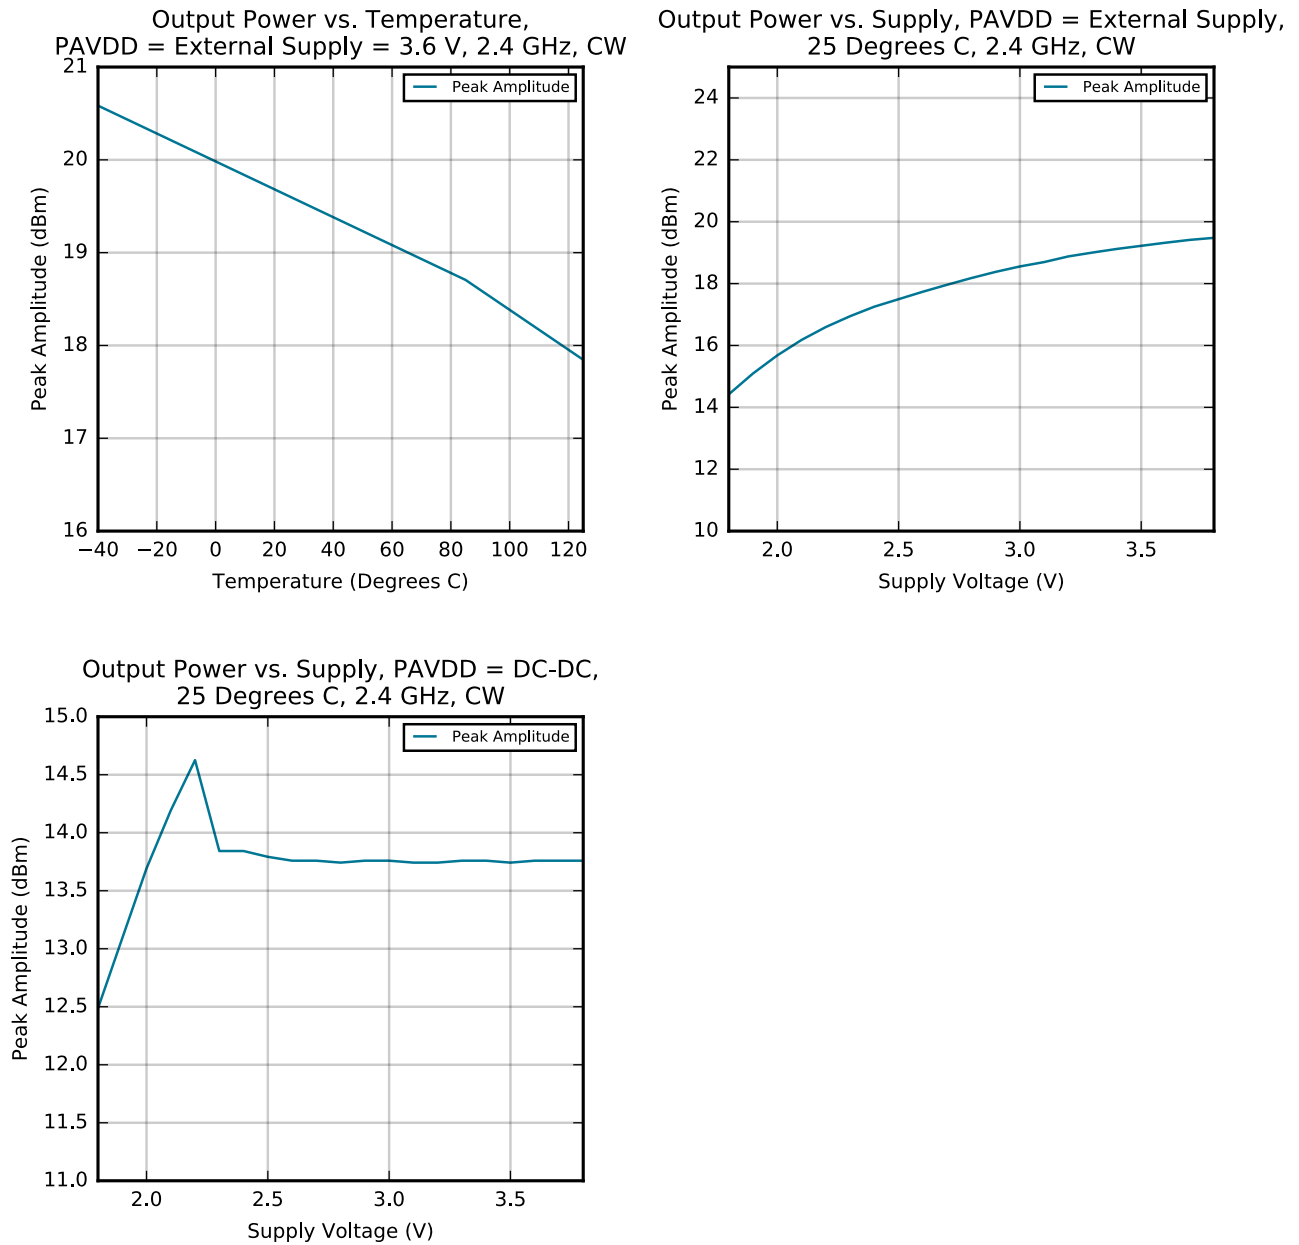 Output Power vs. Temperature,
PAVDD = External Supply = 3.6 V, 2.4 GHz, CW
21
20
19
18
17
16
Peak Amplitude (dBm)
Peak Amplitude
−40 −20 0 20 40 60 80 100 120
Temperature (Degrees C)
Output Power vs. Supply, PAVDD = External Supply,
25 Degrees C, 2.4 GHz, CW
24
22
20
18
16
14
12
10
Peak Amplitude (dBm)
Peak Amplitude
2.0 2.5 3.0 3.5
Supply Voltage (V)
Output Power vs. Supply, PAVDD = DC-DC,
25 Degrees C, 2.4 GHz, CW
15.0
14.5
14.0
13.5
13.0
12.5
12.0
11.5
11.0
Peak Amplitude (dBm)
Peak Amplitude
2.0 2.5 3.0 3.5
Supply Voltage (V)